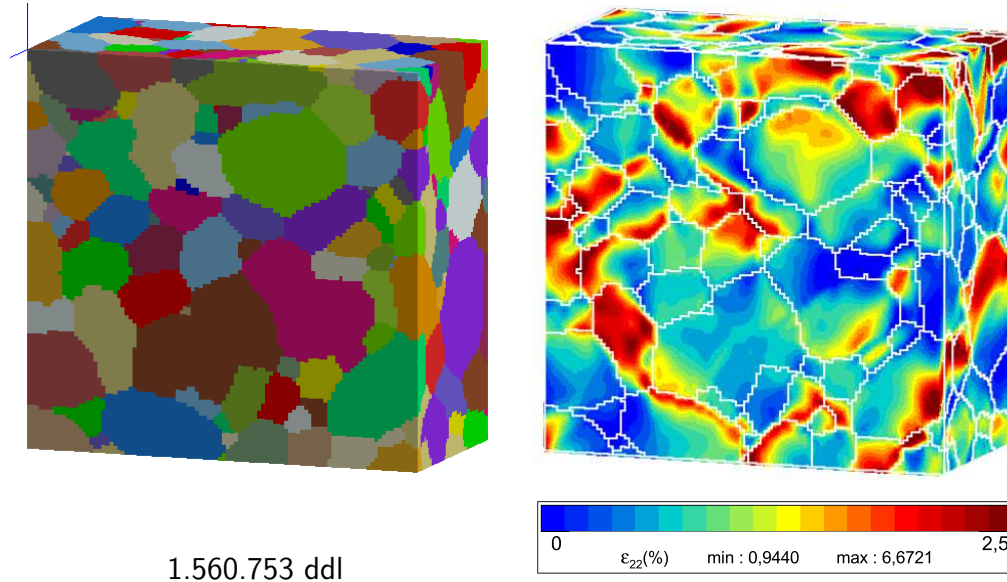 0
2,5
ε22(%) min : 0,9440 max : 6,6721
1.560.753 ddl